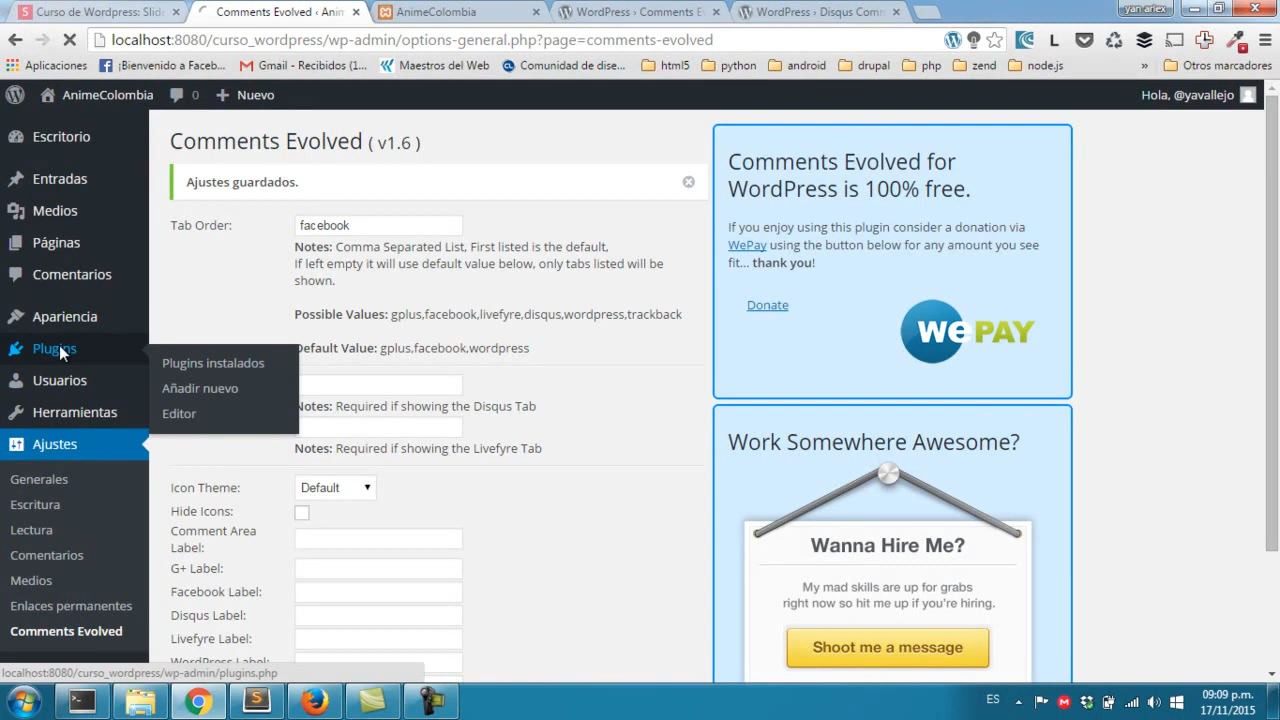 Curso de Wordpress: Slide
Comments Evolved ‹ Anim
AnimeColombia
WordPress › Comments E
WordPress › Disqus Com
yan arlex
localhost:8080/curso_wordpress/wp-admin/options-general.php?page=comments-evolved
Aplicaciones
¡Bienvenido a Faceb...
Gmail - Recibidos (1...
Maestros del Web
Comunidad de dise...
html5
python
android
drupal
php
zend
node.js
»
Otros marcadores
AnimeColombia
0
Nuevo
Hola, @yavallejo
Escritorio
Entradas
Medios
Páginas
Comentarios
Apariencia
Plugins
Usuarios
Herramientas
Ajustes
Generales
Escritura
Lectura
Comentarios
Medios
Enlaces permanentes
Comments Evolved
Plugins instalados
Añadir nuevo
Editor
Comments Evolved ( v1.6 )
Ajustes guardados.
Tab Order:
facebook
Notes: Comma Separated List, First listed is the default,
If left empty it will use default value below, only tabs listed will be
shown.
Possible Values: gplus,facebook,livefyre,disqus,wordpress,trackback
Default Value: gplus,facebook,wordpress
Notes: Required if showing the Disqus Tab
Notes: Required if showing the Livefyre Tab
Icon Theme:
Default
Hide Icons:
Comment Area
Label:
G+ Label:
Facebook Label:
Disqus Label:
Livefyre Label:
WordPress Label:
Comments Evolved for
WordPress is 100% free.
If you enjoy using this plugin consider a donation via
WePay using the button below for any amount you see
fit... thank you!
Donate
wePAY
Work Somewhere Awesome?
Wanna Hire Me?
My mad skills are up for grabs
right now so hit me up if you're hiring.
Shoot me a message
localhost:8080/curso_wordpress/wp-admin/plugins.php
ES
09:09 p.m.
17/11/2015